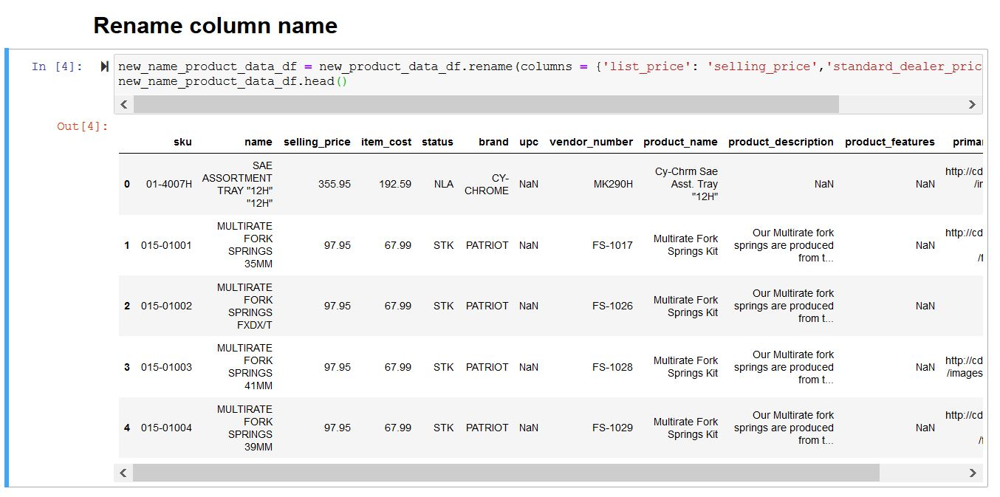 Rename column name
In [4]: new_name_product_data_df = new_product_data_df.rename(columns = {'list_price': 'selling_price','standard_dealer_pric
new_name_product_data_df.head()
Out[4]:
sku name selling_price item_cost status brand upc vendor_number product_name product_description product_features primar
0 01-4007H SAE ASSORTMENT TRAY "12H" "12H" 355.95 192.59 NLA CY-CHROME NaN MK290H Cy-Chrm Sae Asst. Tray "12H" NaN NaN http://cd /ir
1 015-01001 MULTIRATE FORK SPRINGS 35MM 97.95 67.99 STK PATRIOT NaN FS-1017 Multirate Fork Springs Kit Our Multirate fork springs are produced from t... NaN http://cd /f
2 015-01002 MULTIRATE FORK SPRINGS FXDX/T 97.95 67.99 STK PATRIOT NaN FS-1026 Multirate Fork Springs Kit Our Multirate fork springs are produced from t... NaN
3 015-01003 MULTIRATE FORK SPRINGS 41MM 97.95 67.99 STK PATRIOT NaN FS-1028 Multirate Fork Springs Kit Our Multirate fork springs are produced from t... NaN http://cd /images
4 015-01004 MULTIRATE FORK SPRINGS 39MM 97.95 67.99 STK PATRIOT NaN FS-1029 Multirate Fork Springs Kit Our Multirate fork springs are produced from t... NaN http://cd /f